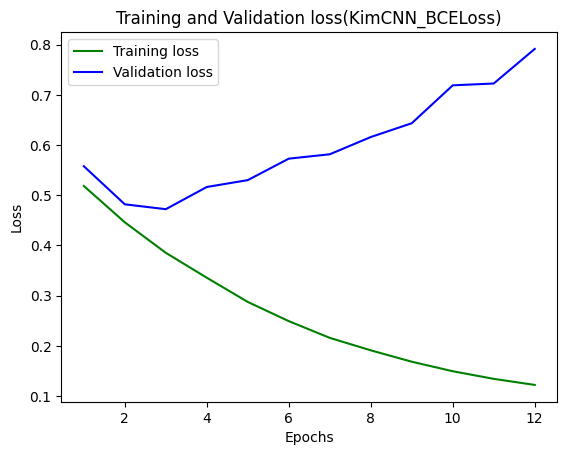 Training and Validation loss(KimCNN_BCELoss)
Training loss
Validation loss
0.8
0.7
0.6
0.5
0.4
0.3
0.2
0.1
Loss
2 4 6 8 10 12
Epochs